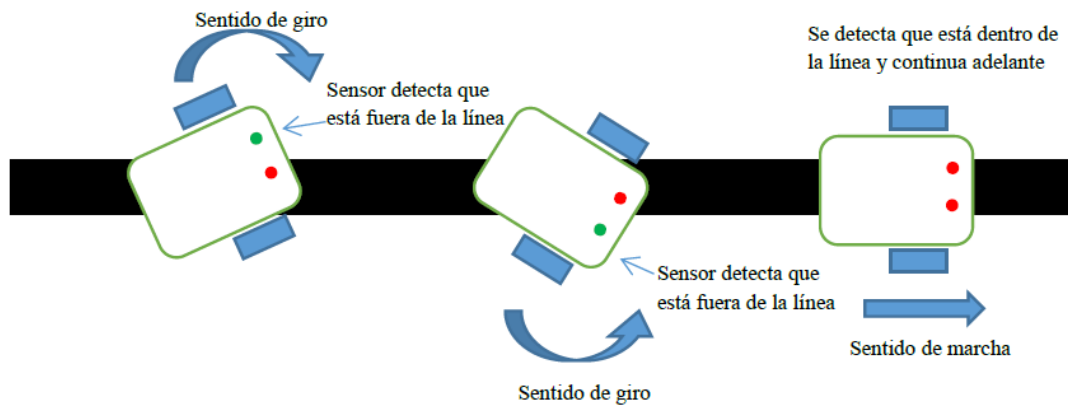 Sentido de giro
Sensor detecta que
está fuera de la línea
Se detecta que está dentro de
la línea y continua adelante
Sensor detecta que
está fuera de la línea
Sentido de giro
Sentido de marcha